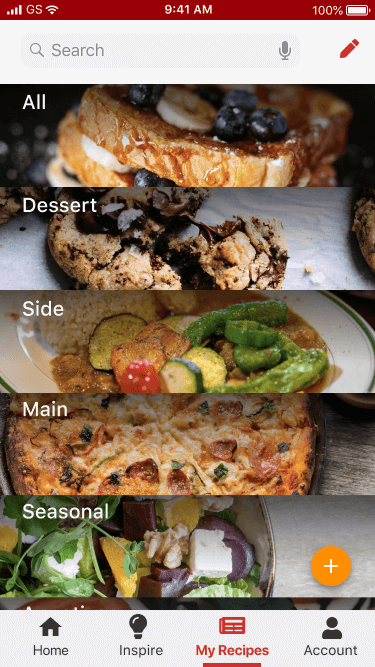 GS 9:41 AM 100%
Search
All
Dessert
Side
Main
Seasonal
Home Inspire My Recipes Account